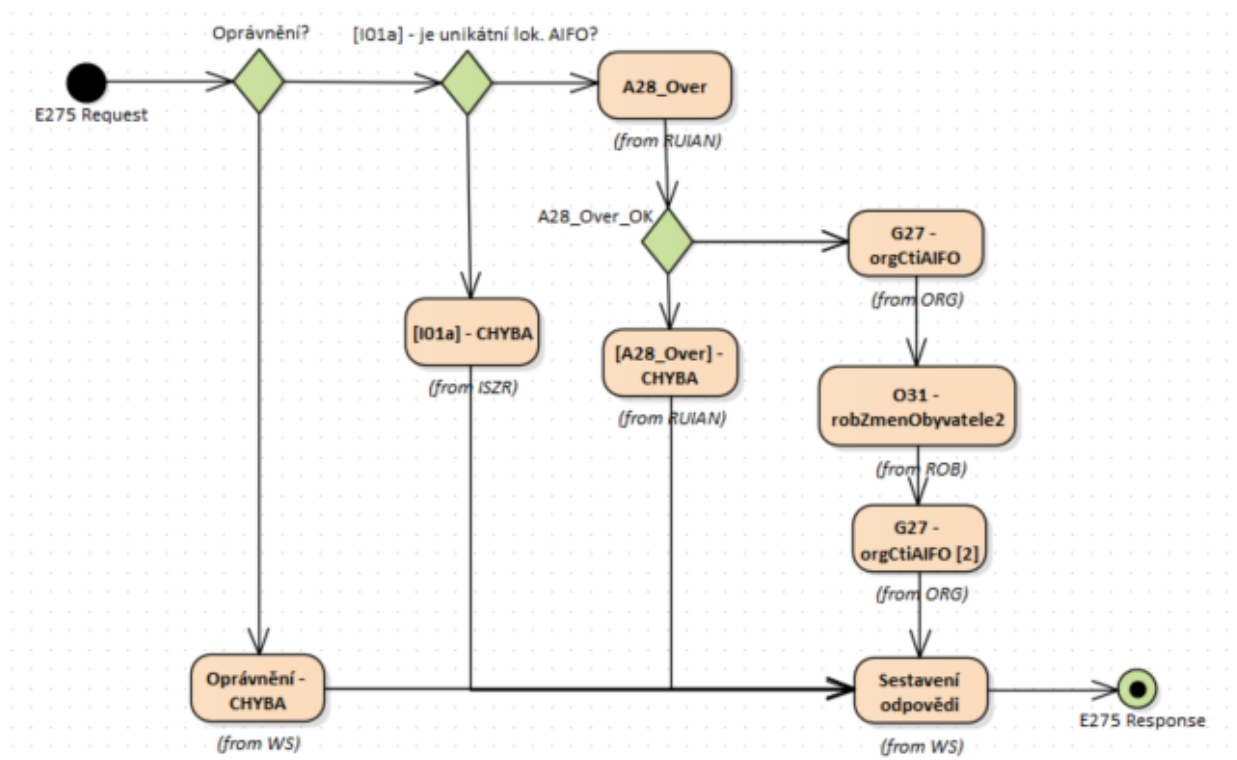 Oprávnění?
[I01a] - je unikátní lok. AIFO?
E275 Request
A28_Over
(from RUIAN)
A28_Over_OK
G27 -
orgCtiAIFO
(from ORG)
[I01a] - CHYBA
(from ISZR)
[A28_Over] -
CHYBA
(from RUIAN)
O31 -
robZmenObyvatele2
(from ROB)
G27 -
orgCtiAIFO [2]
(from ORG)
Oprávnění -
CHYBA
(from WS)
Sestavení
odpovědi
(from WS)
E275 Response